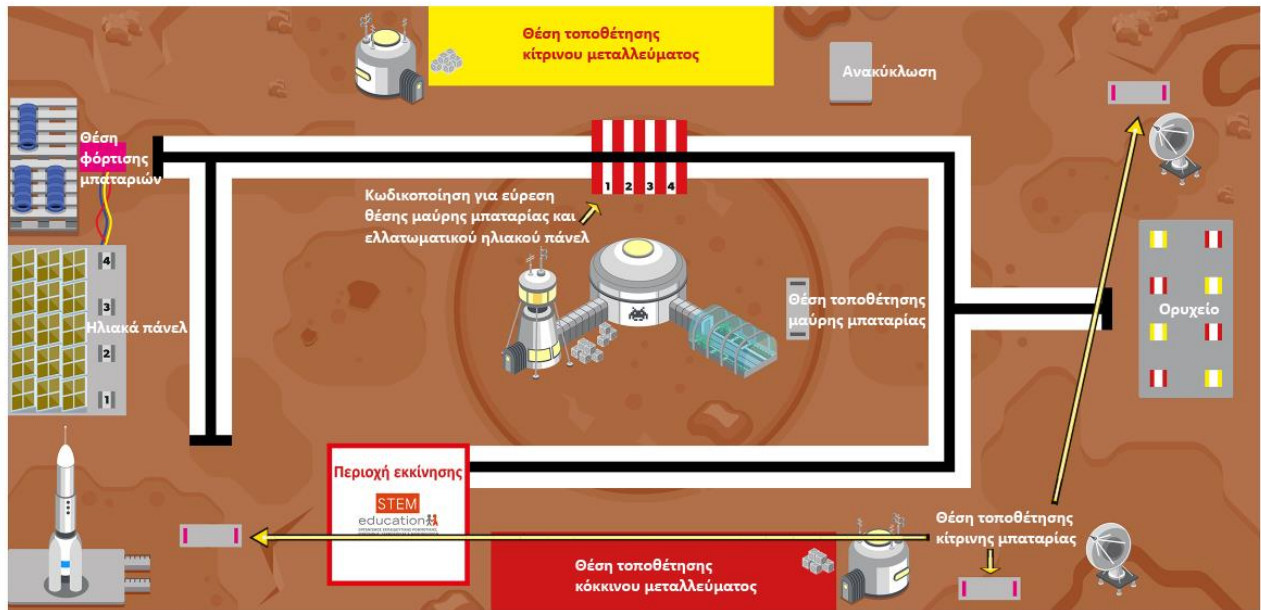 Θέση τοποθέτησης
κίτρινου μεταλλεύματος
Ανακύκλωση
Θέση
φόρτισης
μπαταριών
1 2 3 4
Κωδικοποίηση για εύρεση
θέσης μαύρης μπαταρίας και
ελλατωματικού ηλιακού πάνελ
4
3
Ηλιακά πάνελ
2
1
Θέση τοποθέτησης
μαύρης μπαταρίας
Ορυχείο
Περιοχή εκκίνησης
STEM
education
Θέση τοποθέτησης
κίτρινης μπαταρίας
Θέση τοποθέτησης
κόκκινου μεταλλεύματος